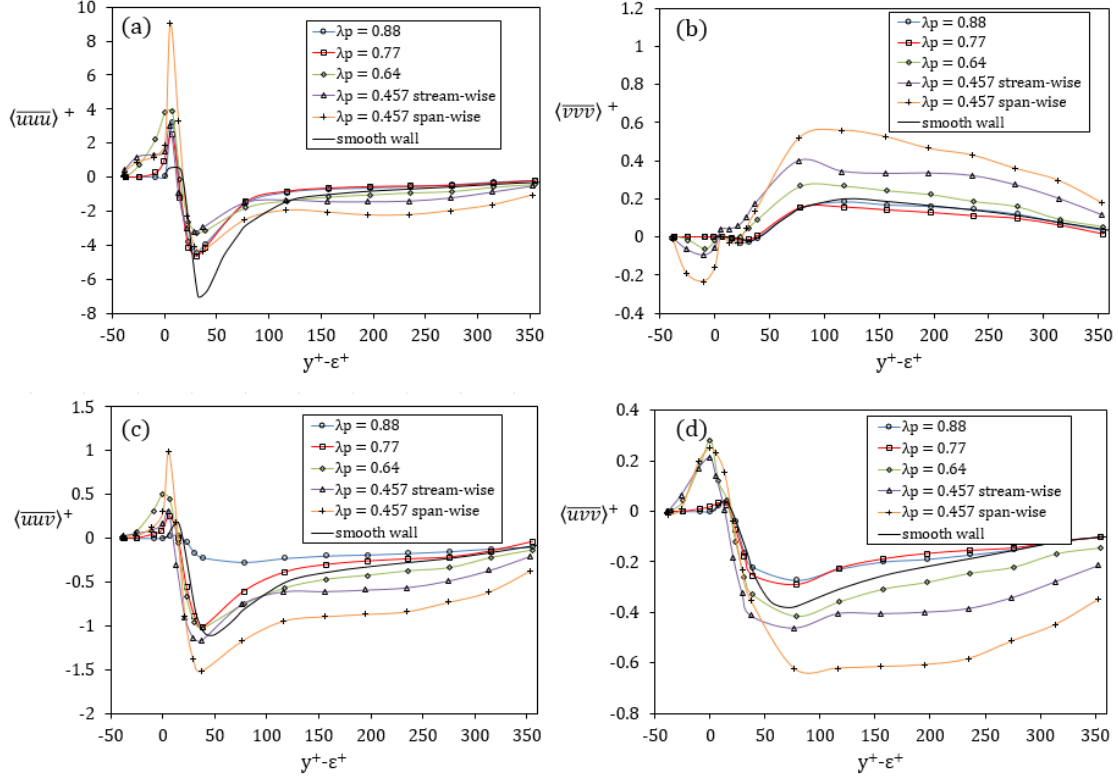 (a)
λp = 0.88
λp = 0.77
λp = 0.64
λp = 0.457 stream-wise
λp = 0.457 span-wise
smooth wall
⟨u̅u̅u̅⟩ +
10
8
6
4
2
0
-2
-4
-6
-8
-50 0 50 100 150 200 250 300 350
y⁺-ε⁺
(b)
λp = 0.88
λp = 0.77
λp = 0.64
λp = 0.457 stream-wise
λp = 0.457 span-wise
smooth wall
⟨v̅v̅v̅⟩ +
1.2
1
0.8
0.6
0.4
0.2
0
-0.2
-0.4
-50 0 50 100 150 200 250 300 350
y⁺-ε⁺
(c)
λp = 0.88
λp = 0.77
λp = 0.64
λp = 0.457 stream-wise
λp = 0.457 span-wise
smooth wall
⟨u̅u̅v̅⟩⁺
1.5
1
0.5
0
-0.5
-1
-1.5
-2
-50 0 50 100 150 200 250 300 350
y⁺-ε⁺
(d)
λp = 0.88
λp = 0.77
λp = 0.64
λp = 0.457 stream-wise
λp = 0.457 span-wise
smooth wall
⟨u̅v̅v̅⟩⁺
0.4
0.2
0
-0.2
-0.4
-0.6
-0.8
-50 0 50 100 150 200 250 300 350
y⁺-ε⁺